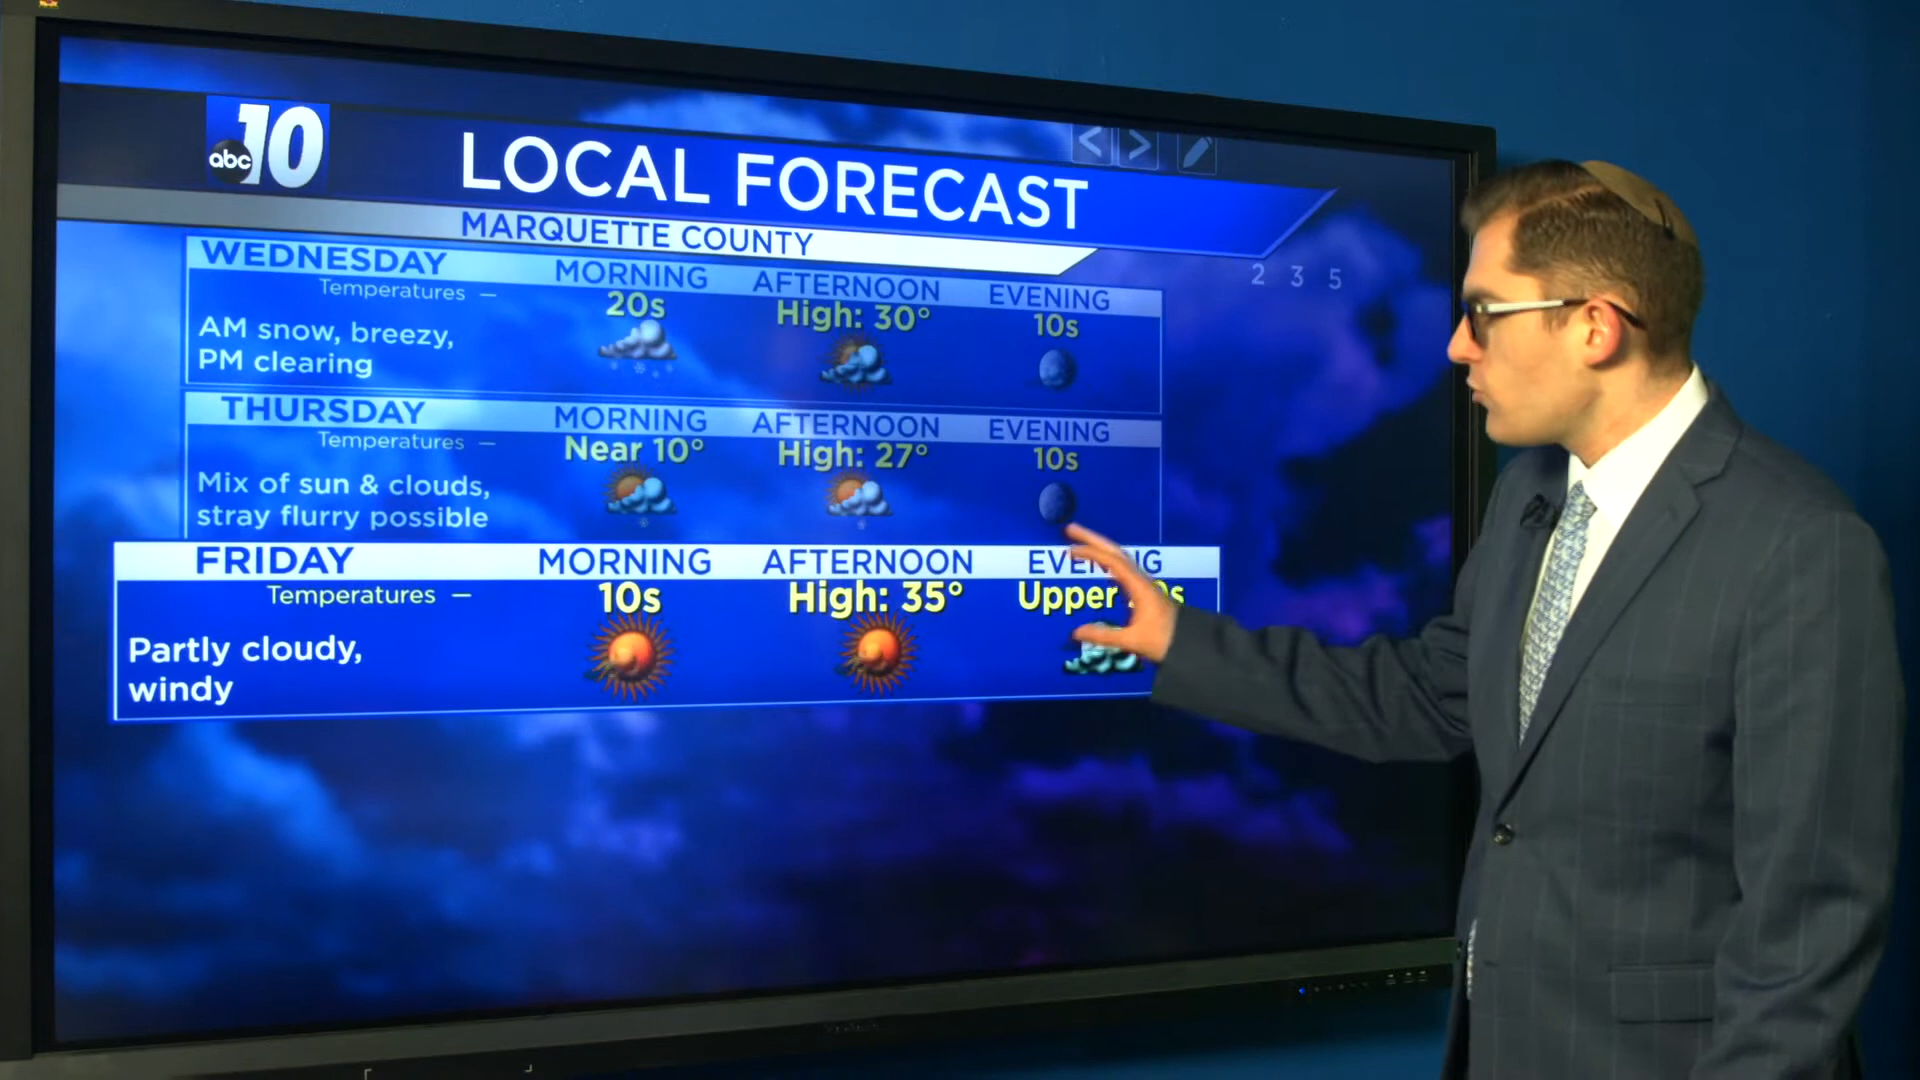 abc 10
LOCAL FORECAST
MARQUETTE COUNTY
WEDNESDAY MORNING AFTERNOON EVENING
Temperatures — 20s High: 30° 10s
AM snow, breezy,
PM clearing
THURSDAY MORNING AFTERNOON EVENING
Temperatures — Near 10° High: 27° 10s
Mix of sun & clouds,
stray flurry possible
FRIDAY MORNING AFTERNOON EVENING
Temperatures — 10s High: 35° Upper
Partly cloudy,
windy
2 3 5